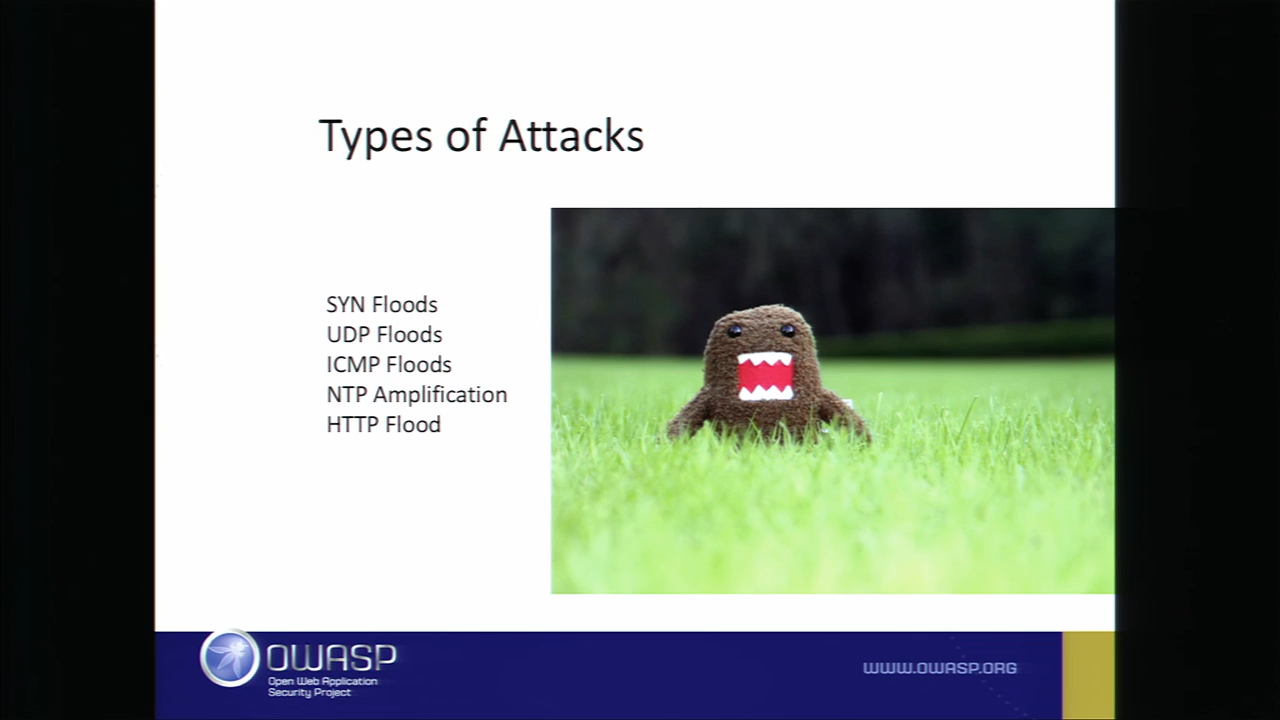 Types of Attacks
SYN Floods
UDP Floods
ICMP Floods
NTP Amplification
HTTP Flood
OWASP
Open Web Application
Security Project
WWW.OWASP.ORG